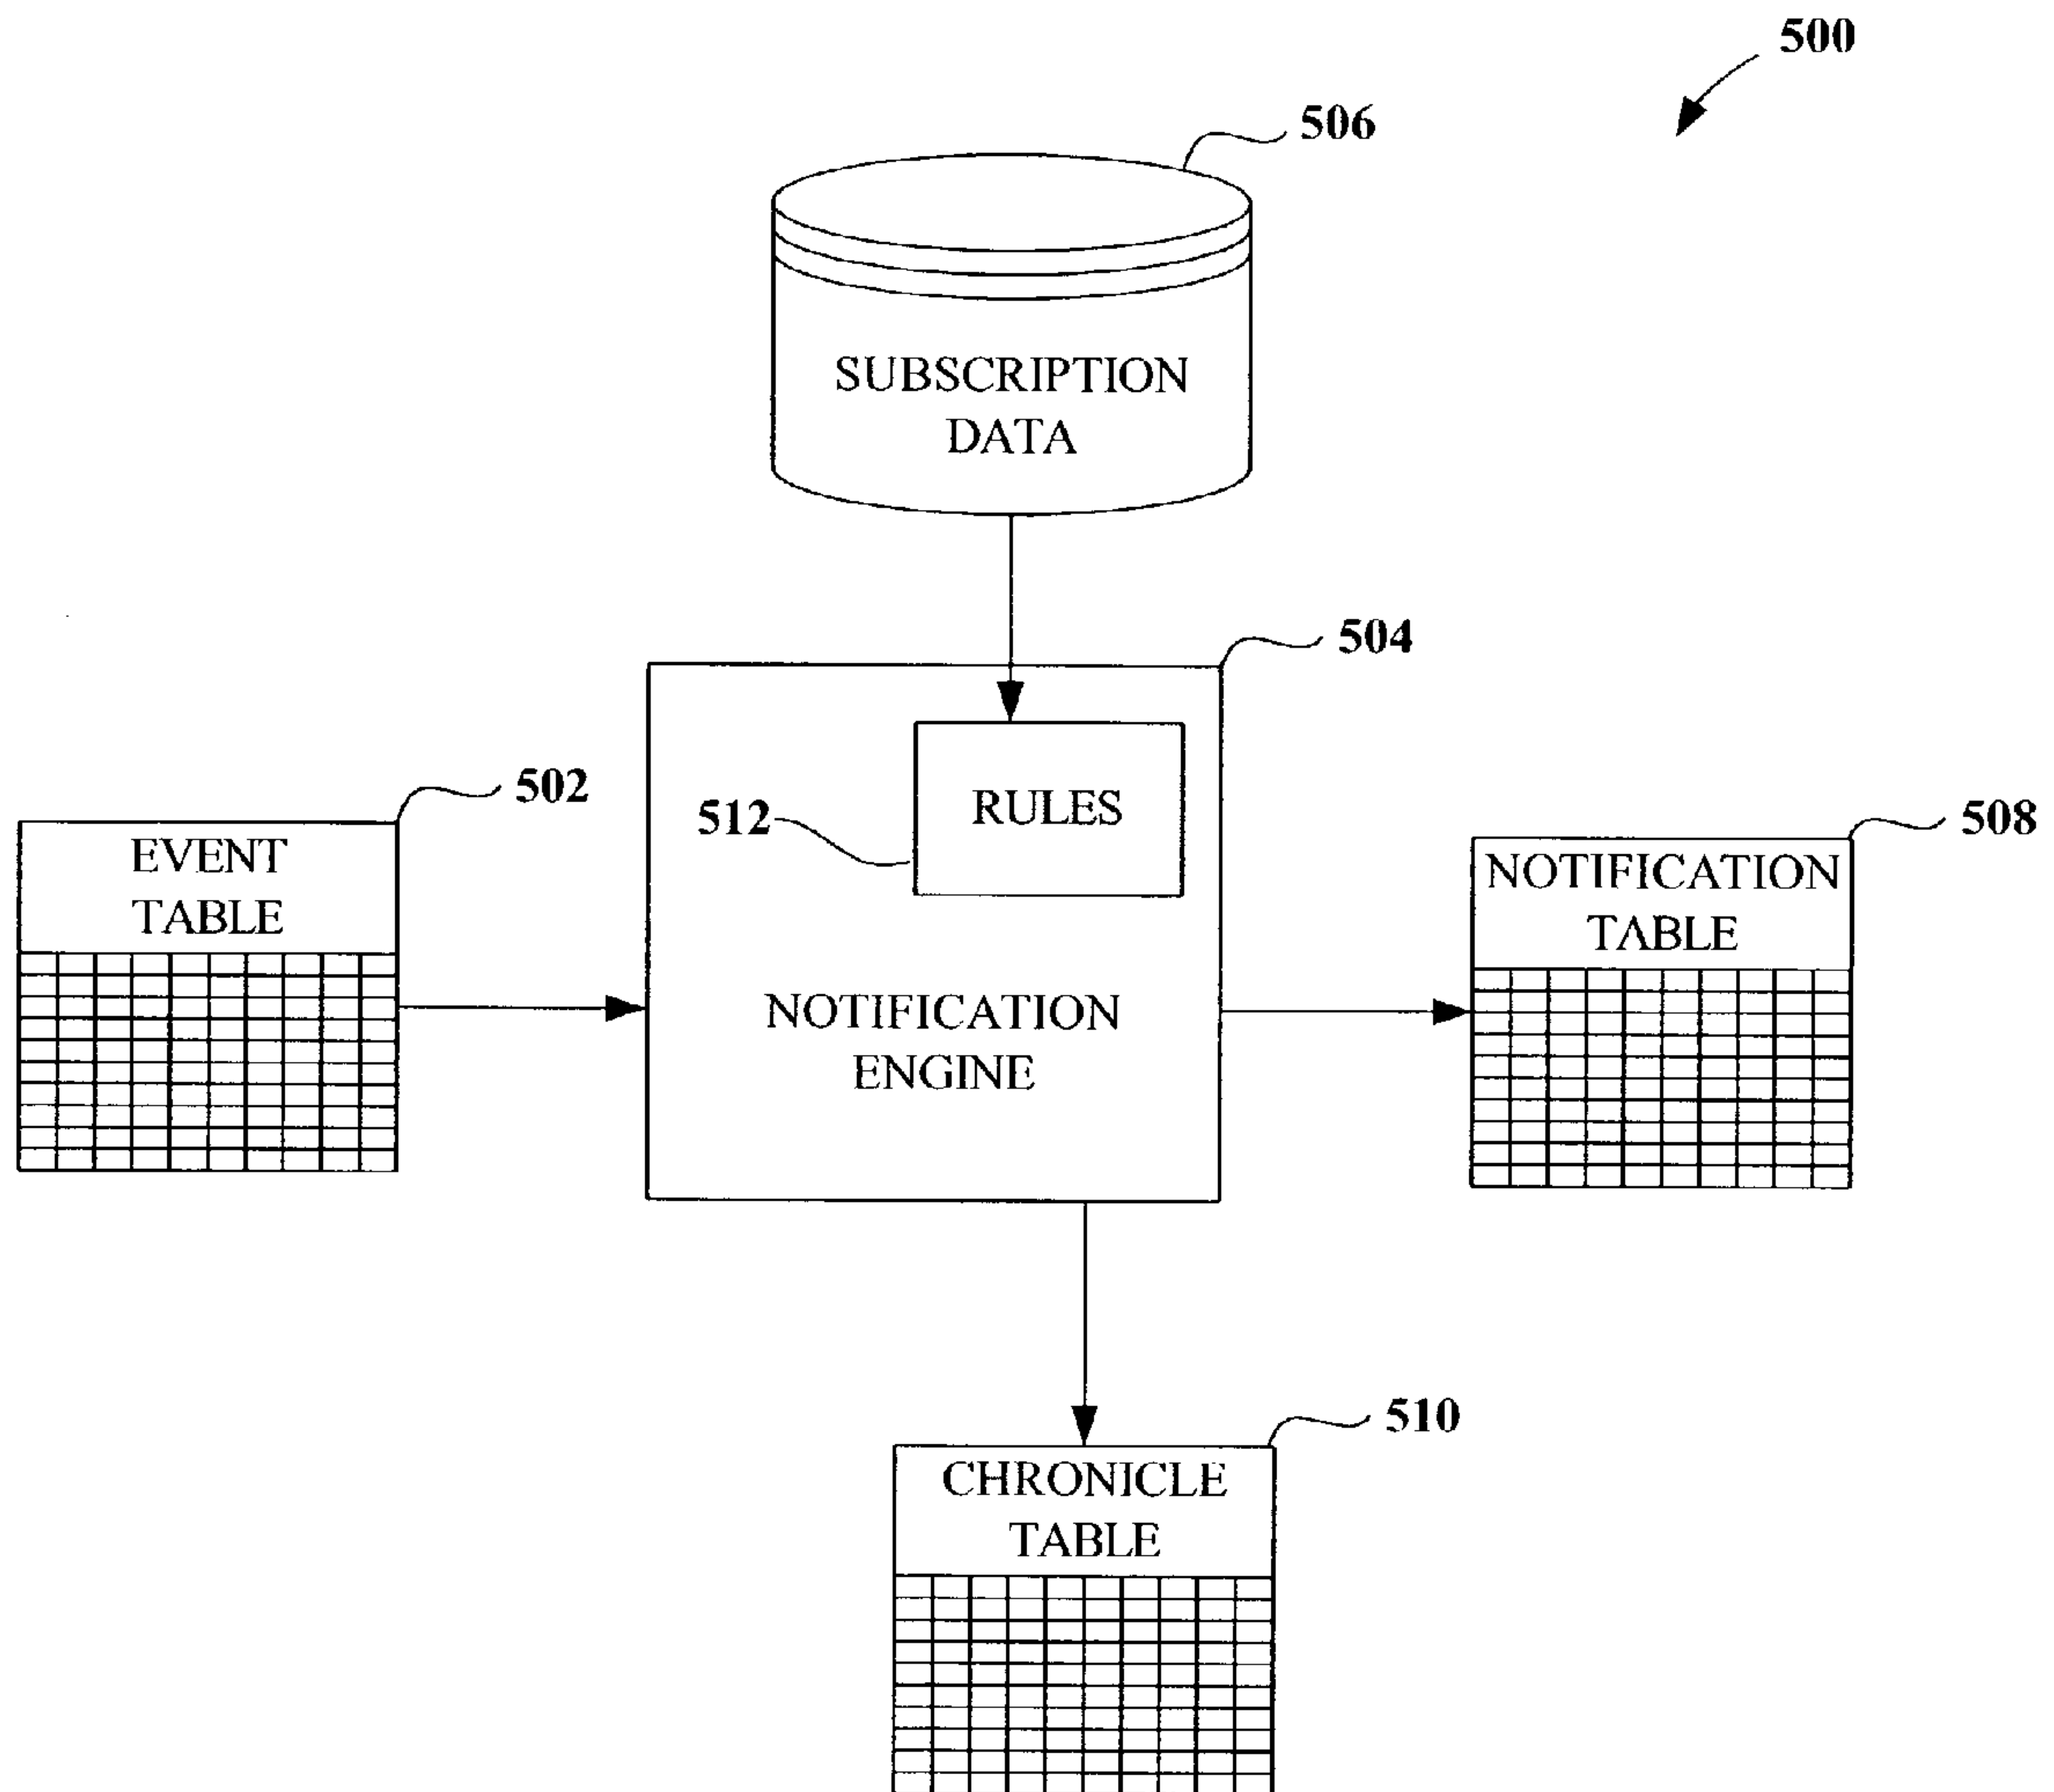 500
506
SUBSCRIPTION
DATA
504
502
512
RULES
508
EVENT
TABLE
NOTIFICATION
TABLE
NOTIFICATION
ENGINE
510
CHRONICLE
TABLE